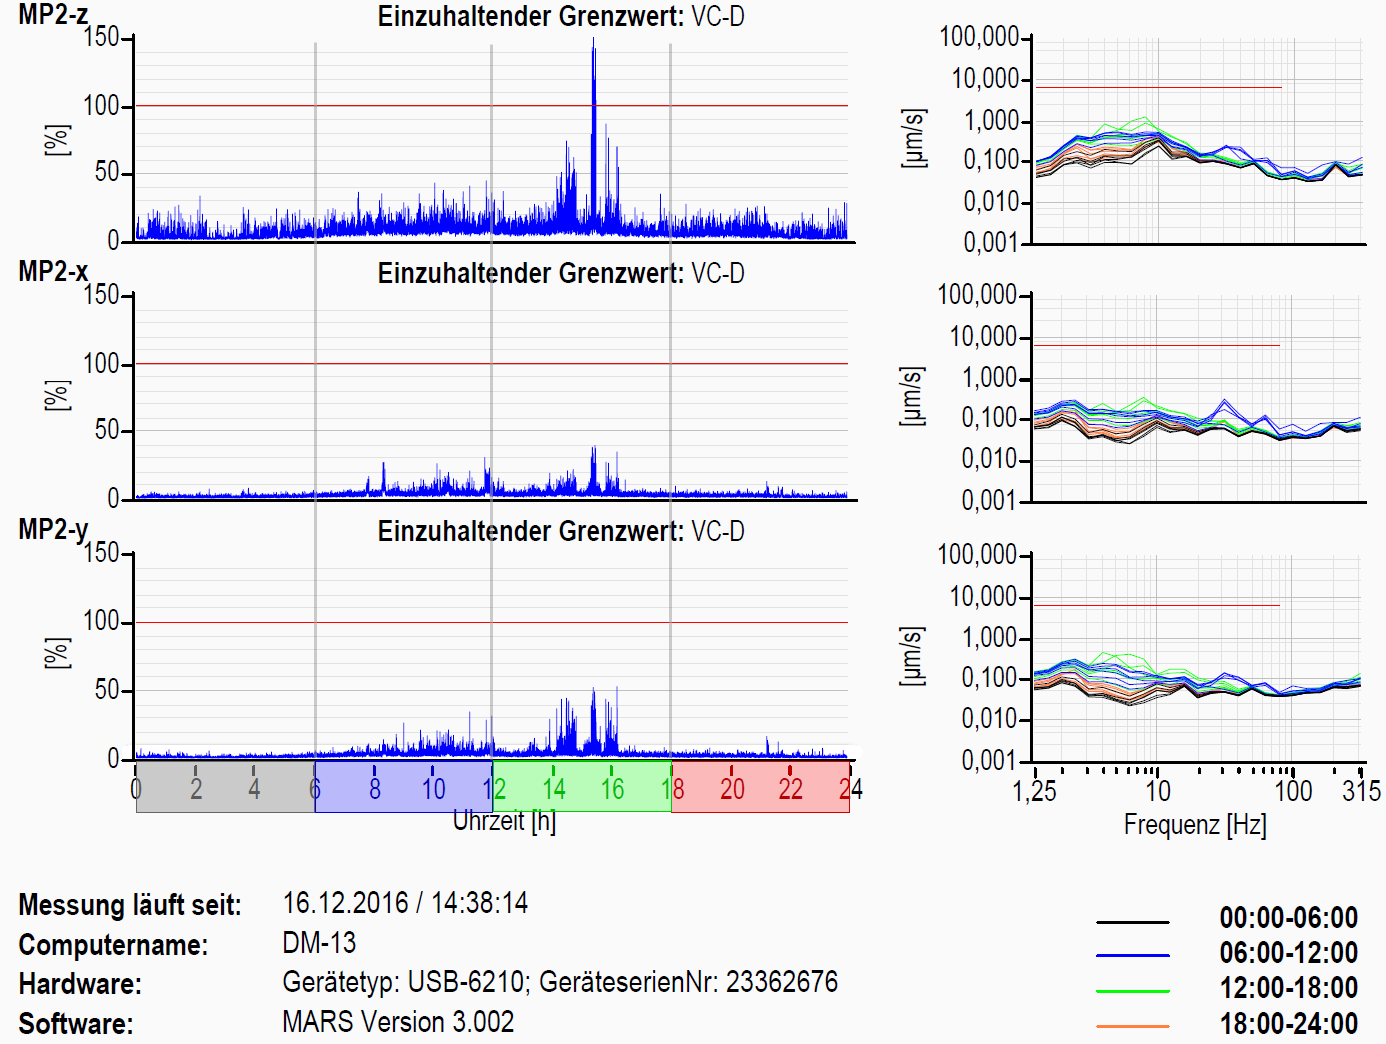 MP2-z
Einzuhaltender Grenzwert: VC-D
150
100
50
0
[%]
100,000
10,000
1,000
0,100
0,010
0,001
[µm/s]
MP2-x
Einzuhaltender Grenzwert: VC-D
150
100
50
0
[%]
100,000
10,000
1,000
0,100
0,010
0,001
[µm/s]
MP2-y
Einzuhaltender Grenzwert: VC-D
150
100
50
0
[%]
100,000
10,000
1,000
0,100
0,010
0,001
[µm/s]
0 2 4 6 8 10 12 14 16 18 20 22 24
Uhrzeit [h]
1,25 10 100 315
Frequenz [Hz]
Messung läuft seit: 16.12.2016 / 14:38:14
Computername: DM-13
Hardware: Gerätetyp: USB-6210; GeräteserienNr: 23362676
Software: MARS Version 3.002
00:00-06:00
06:00-12:00
12:00-18:00
18:00-24:00